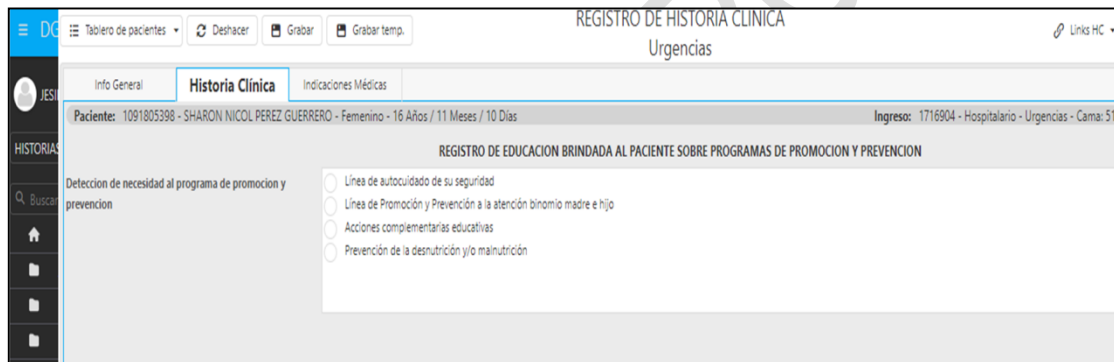 REGISTRO DE HISTORIA CLINICA
DG Tablero de pacientes Deshacer Grabar Grabar temp. Links HC
Urgencias
Info General Historia Clínica Indicaciones Médicas
JESI
Paciente: 1091805398 - SHARON NICOL PEREZ GUERRERO - Femenino - 16 Años / 11 Meses / 10 Días Ingreso: 1716904 - Hospitalario - Urgencias - Cama: 51
HISTORIAS
REGISTRO DE EDUCACION BRINDADA AL PACIENTE SOBRE PROGRAMAS DE PROMOCION Y PREVENCION
Deteccion de necesidad al programa de promocion y
prevencion
Línea de autocuidado de su seguridad
Línea de Promoción y Prevención a la atención binomio madre e hijo
Acciones complementarias educativas
Prevención de la desnutrición y/o malnutrición
Buscar